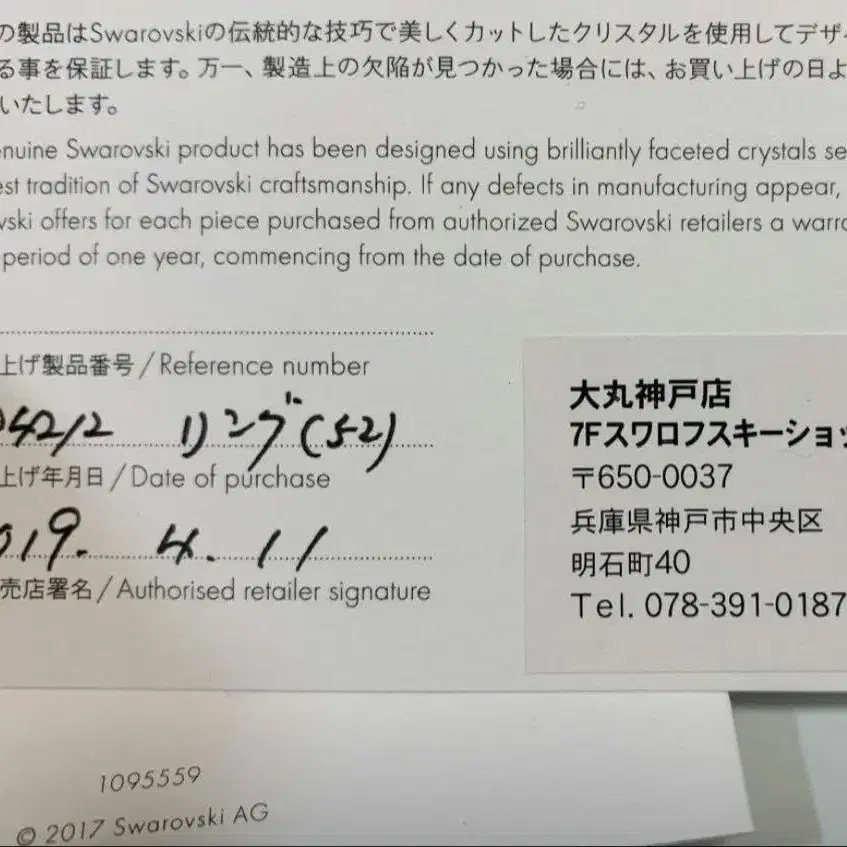 の製品はSwarovskiの伝統的な技巧で美しくカットしたクリスタルを使用してデザイ
る事を保証します。万一、製造上の欠陥が見つかった場合には、お買い上げの日よ
いたします。
enuine Swarovski product has been designed using brilliantly faceted crystals se
est tradition of Swarovski craftsmanship. If any defects in manufacturing appear,
vski offers for each piece purchased from authorized Swarovski retailers a warra
period of one year, commencing from the date of purchase.
上げ製品番号/Reference number
4212 リング(52)
上げ年月日/Date of purchase
019. 4. 11
売店署名/Authorised retailer signature
大丸神戸店
7Fスワロフスキーショッ
〒650-0037
兵庫県神戸市中央区
明石町40
Tel. 078-391-0187
1095559
© 2017 Swarovski AG